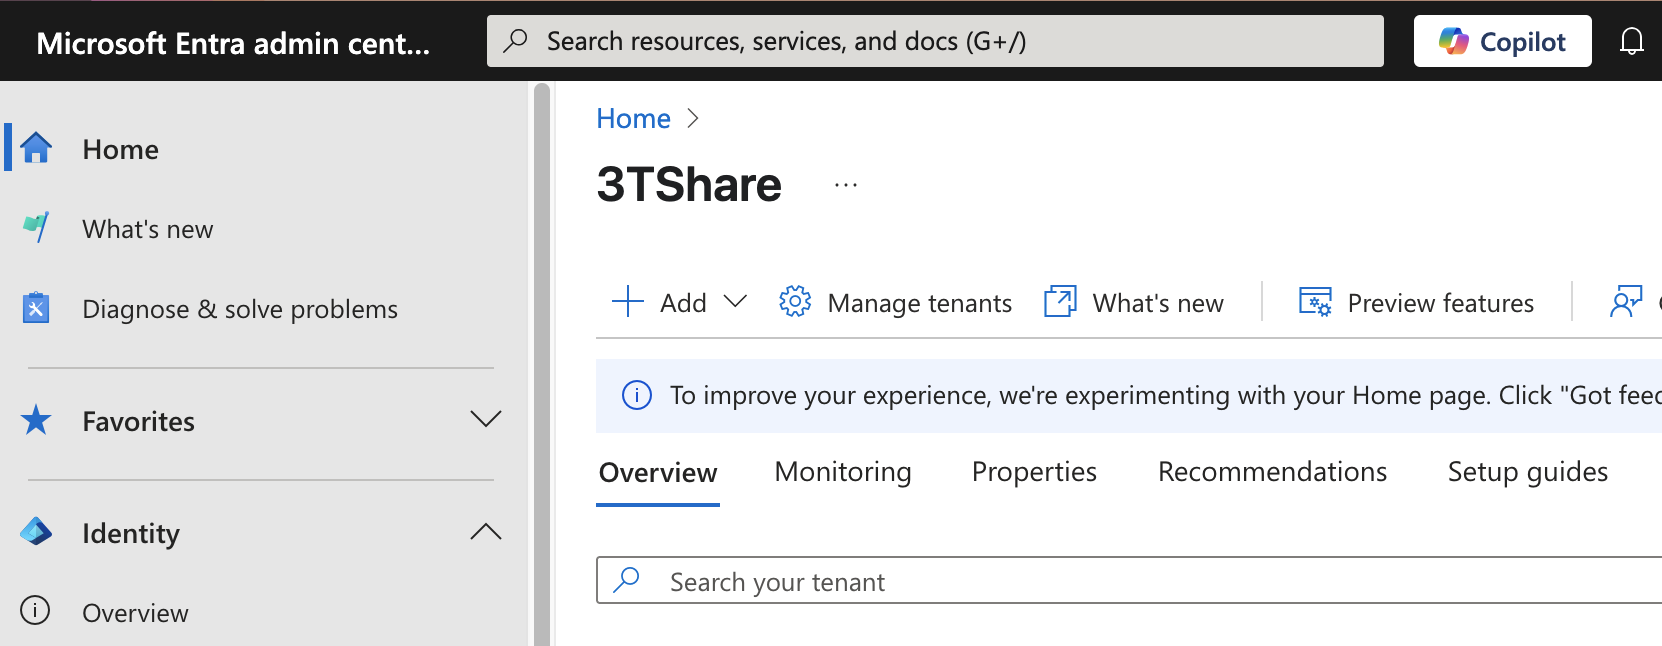 Microsoft Entra admin cent...
Search resources, services, and docs (G+/)
Copilot
Home
What's new
Diagnose & solve problems
Favorites
Identity
Overview
Home >
3TShare ...
Add
Manage tenants
What's new
Preview features
To improve your experience, we're experimenting with your Home page. Click "Got feed
Overview
Monitoring
Properties
Recommendations
Setup guides
Search your tenant